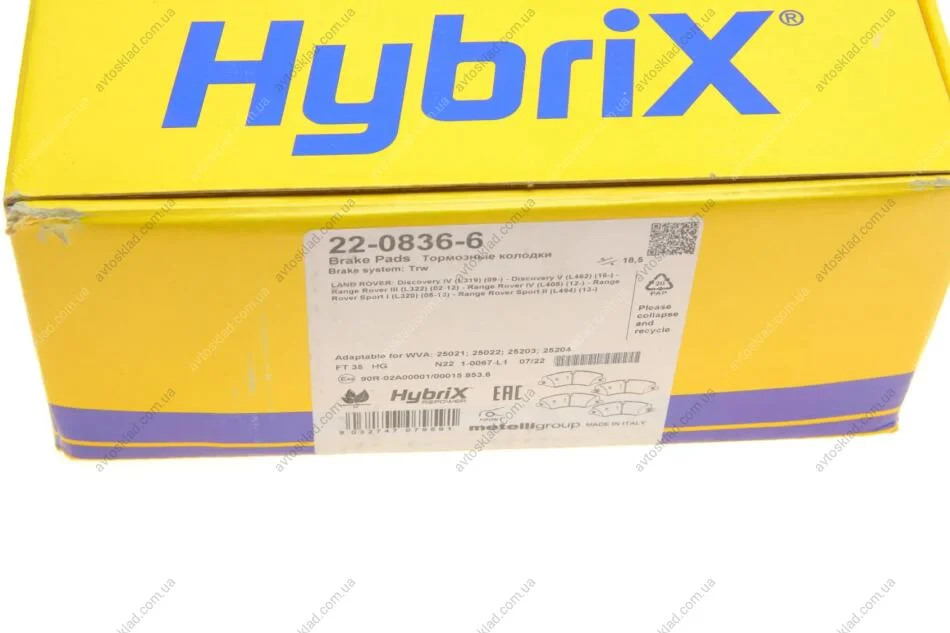 HybriX®
22-0836-6
Brake Pads Тормозные колодки
Brake system: Trw
18,5
LAND ROVER: Discovery IV (L319) (09-) - Discovery V (L462) (16-) -
Range Rover III (L322) (02-12) - Range Rover IV (L405) (12-) - Range
Rover Sport I (L320) (05-13) - Range Rover Sport II (L494) (13-)
20
PAP
Please
collapse
and
recycle
Adaptable for WVA: 25021; 25022; 25203; 25204
FT 35 HG N22 1-0067-L1 07/22
90R-02A00001/00015 853.6
HybriX
REPOWER
EAC
metelligroup MADE IN ITALY
avtosklad.com.ua